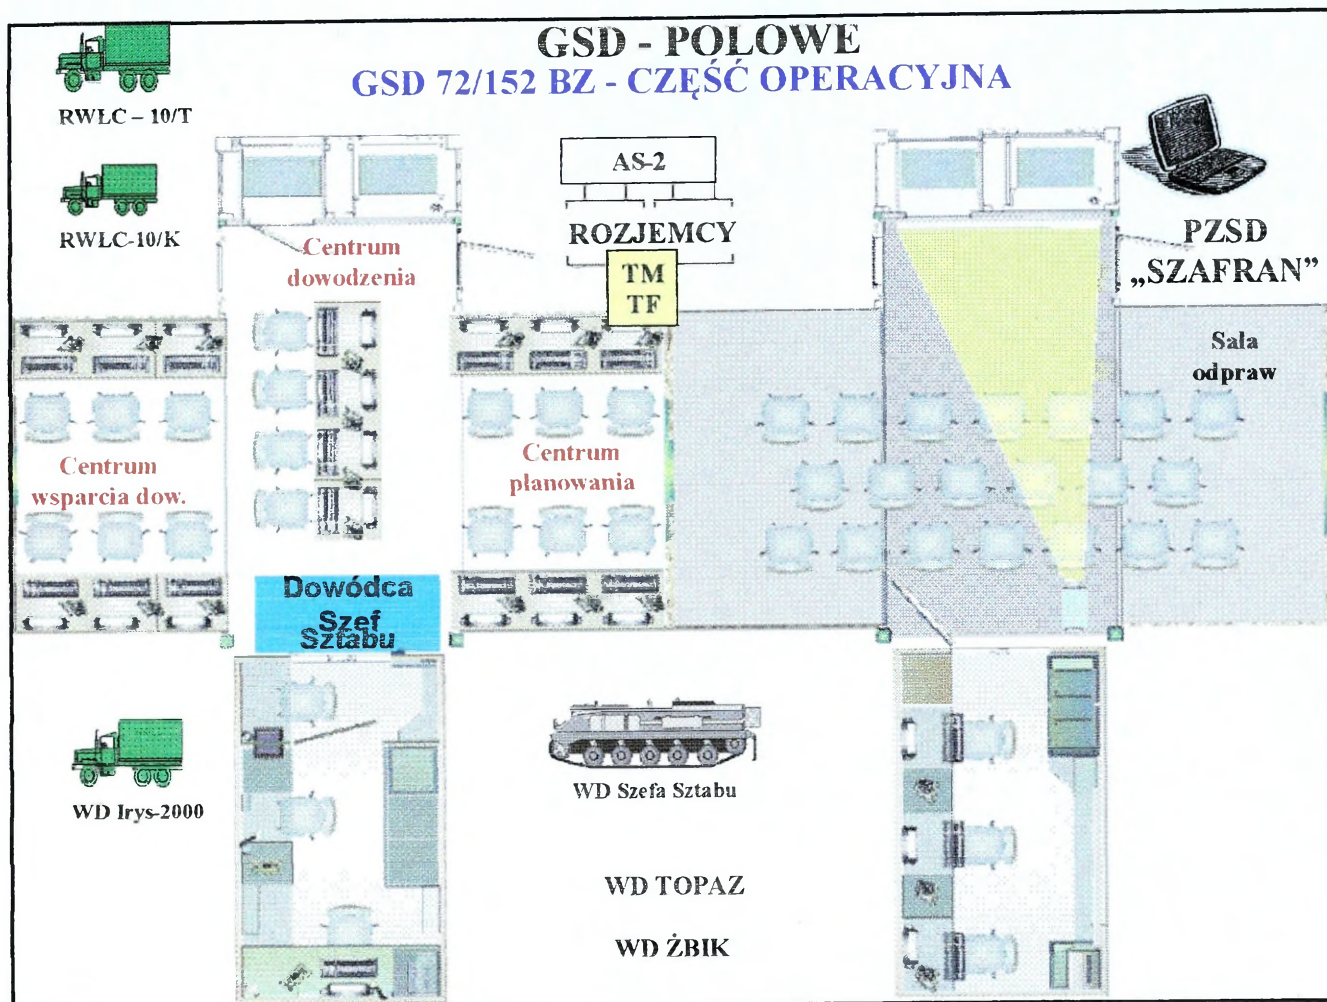 GSD - POLOWE
GSD 72/152 BZ - CZĘŚĆ OPERACYJNA
RWŁC – 10/T
RWŁC-10/K
AS-2
ROZJEMCY
TM
TF
PZSD
„SZAFRAN”
Centrum
dowodzenia
Sala
odpraw
Centrum
wsparcia dow.
Centrum
planowania
Dowódca
Szef
Sztabu
WD Irys-2000
WD Szefa Sztabu
WD TOPAZ
WD ŻBIK